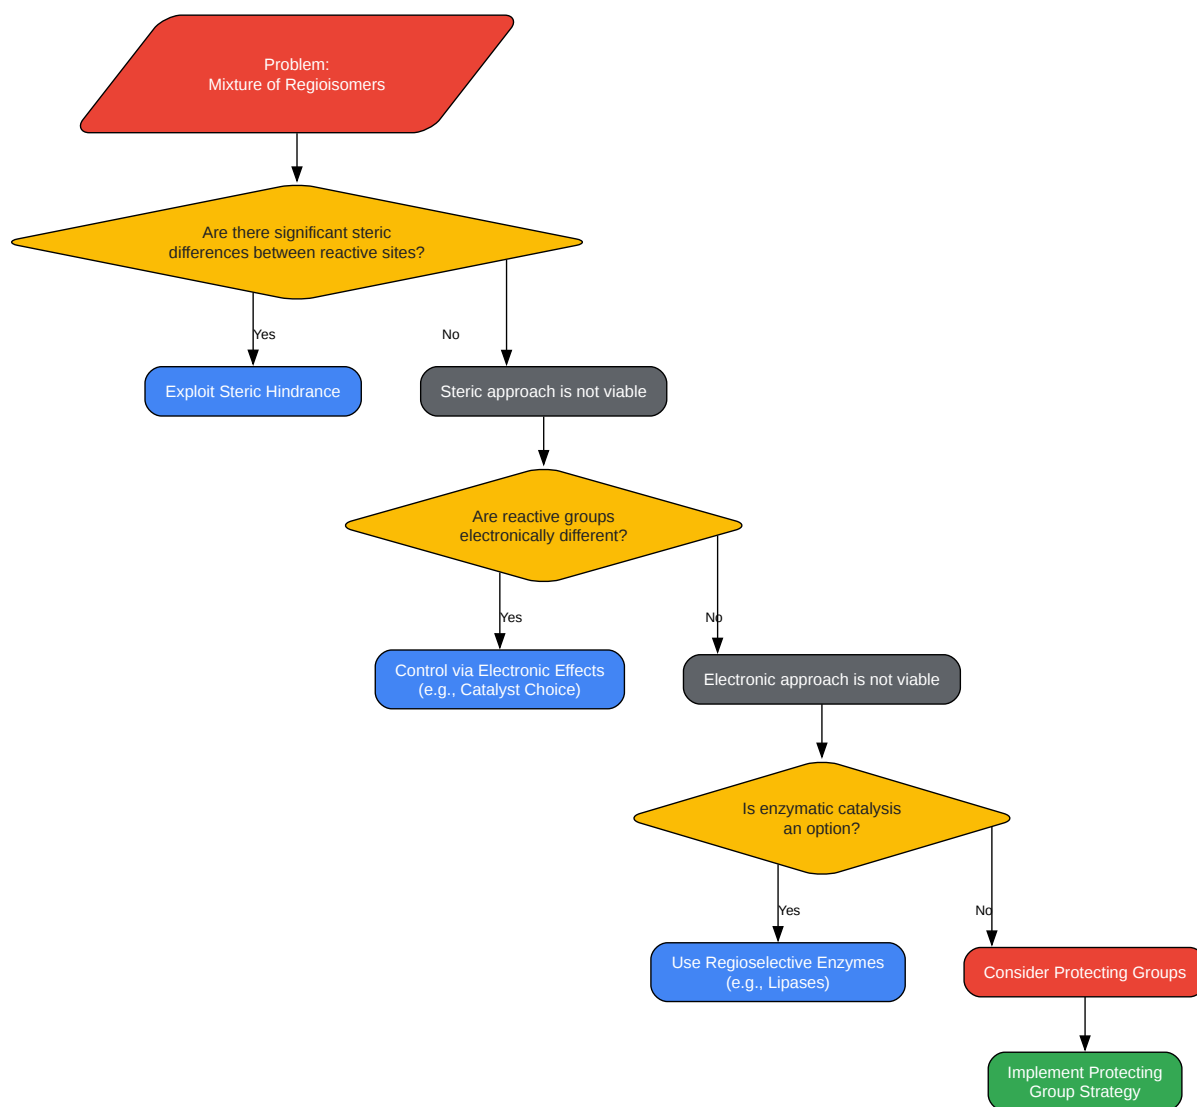 Problem:
Mixture of Regioisomers
Are there significant steric
differences between reactive sites?
Yes
No
Exploit Steric Hindrance
Steric approach is not viable
Are reactive groups
electronically different?
Yes
No
Control via Electronic Effects
(e.g., Catalyst Choice)
Electronic approach is not viable
Is enzymatic catalysis
an option?
Yes
No
Use Regioselective Enzymes
(e.g., Lipases)
Consider Protecting Groups
Implement Protecting
Group Strategy